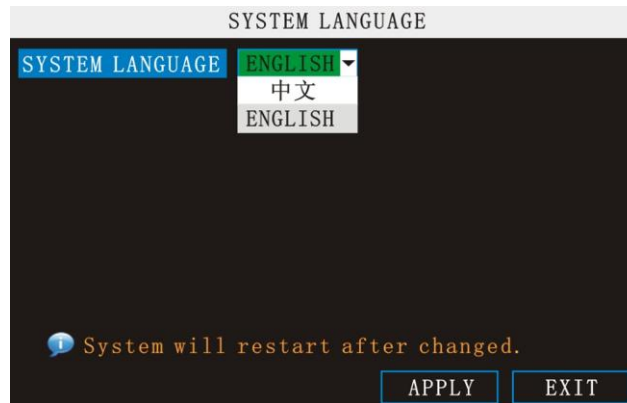 SYSTEM LANGUAGE
SYSTEM LANGUAGE ENGLISH
中文
ENGLISH
System will restart after changed.
APPLY EXIT